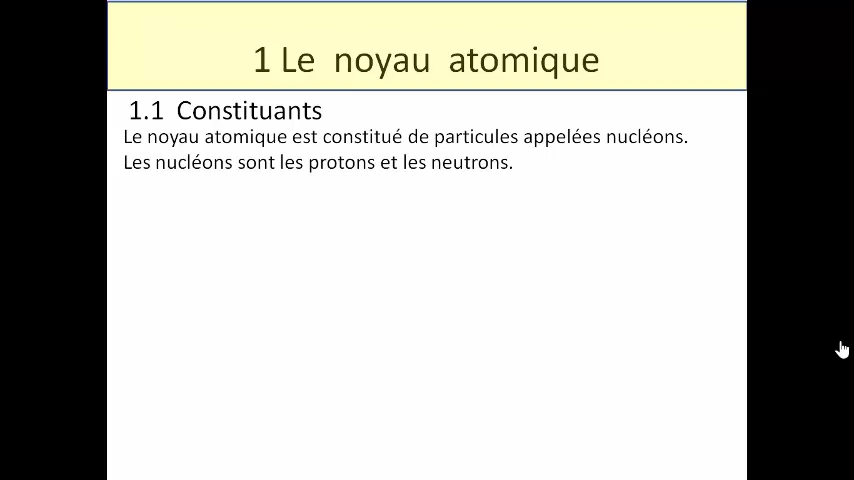 1 Le noyau atomique
1.1 Constituants
Le noyau atomique est constitué de particules appelées nucléons.
Les nucléons sont les protons et les neutrons.